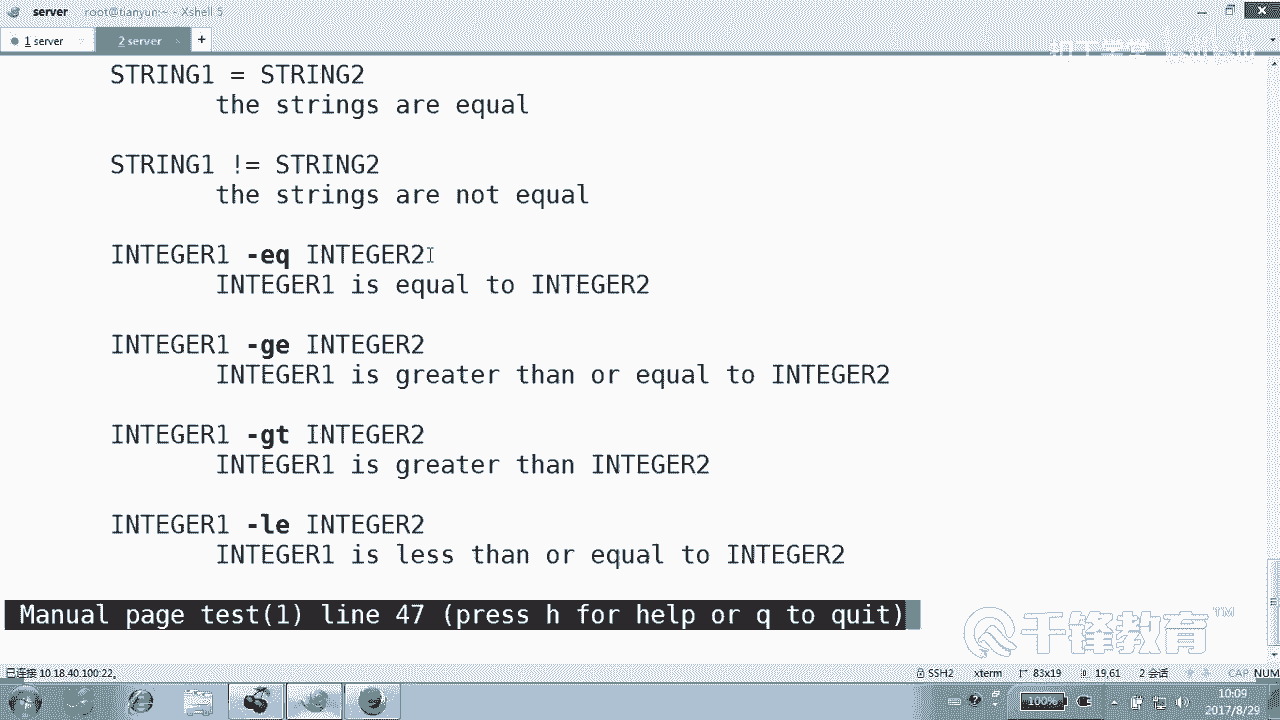 server root@tianyun:~ - Xshell 5
1 server
2 server
+
STRING1 = STRING2
the strings are equal
STRING1 != STRING2
the strings are not equal
INTEGER1 -eq INTEGER2
INTEGER1 is equal to INTEGER2
INTEGER1 -ge INTEGER2
INTEGER1 is greater than or equal to INTEGER2
INTEGER1 -gt INTEGER2
INTEGER1 is greater than INTEGER2
INTEGER1 -le INTEGER2
INTEGER1 is less than or equal to INTEGER2
Manual page test(1) line 47 (press h for help or q to quit)
千锋教育™
已连接 10.18.40.100:22。
SSH2 xterm 83x19 19,61 2 会话 CAP NUM
100%
10:09
2017/8/29